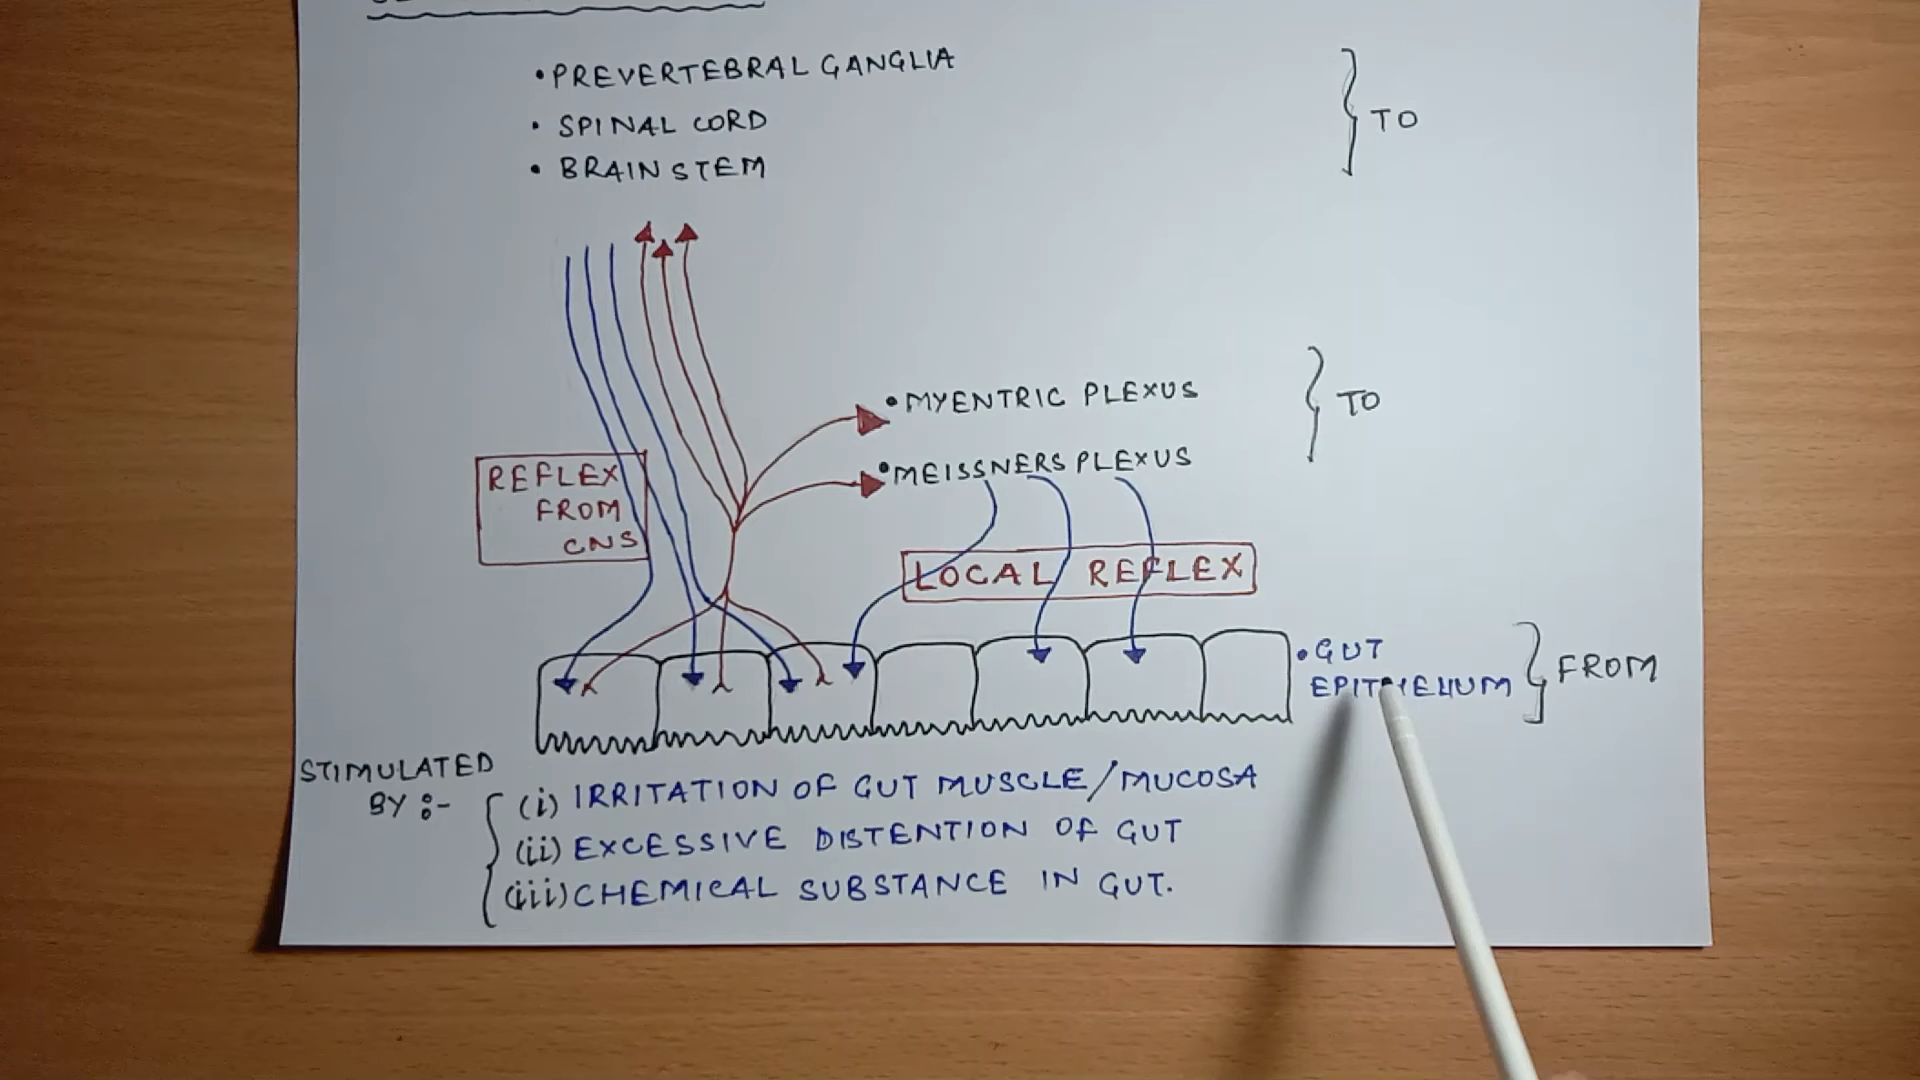 • PREVERTEBRAL GANGLIA
• SPINAL CORD
• BRAIN STEM
} TO
• MYENTRIC PLEXUS
• MEISSNERS PLEXUS
} TO
REFLEX
FROM
CNS
LOCAL REFLEX
• GUT
EPITHELIUM
} FROM
STIMULATED
BY :-
(i) IRRITATION OF GUT MUSCLE/MUCOSA
(ii) EXCESSIVE DISTENTION OF GUT
(iii) CHEMICAL SUBSTANCE IN GUT.